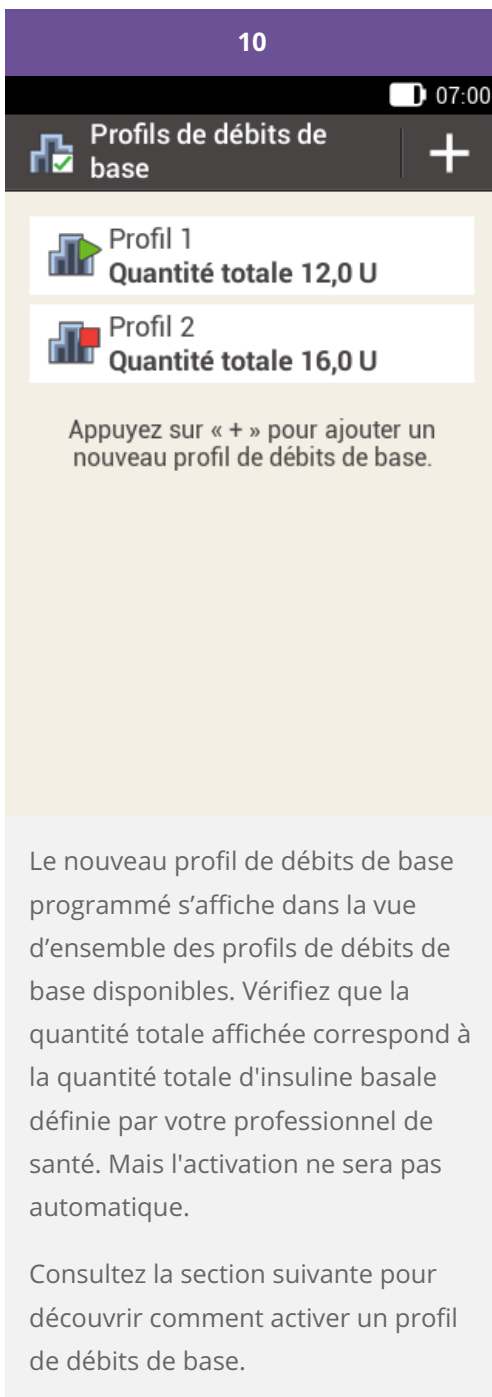 10
07:00
Profils de débits de
base
Profil 1
Quantité totale 12,0 U
Profil 2
Quantité totale 16,0 U
Appuyez sur « + » pour ajouter un
nouveau profil de débits de base.
Le nouveau profil de débits de base
programmé s’affiche dans la vue
d’ensemble des profils de débits de
base disponibles. Vérifiez que la
quantité totale affichée correspond à
la quantité totale d'insuline basale
définie par votre professionnel de
santé. Mais l'activation ne sera pas
automatique.
Consultez la section suivante pour
découvrir comment activer un profil
de débits de base.